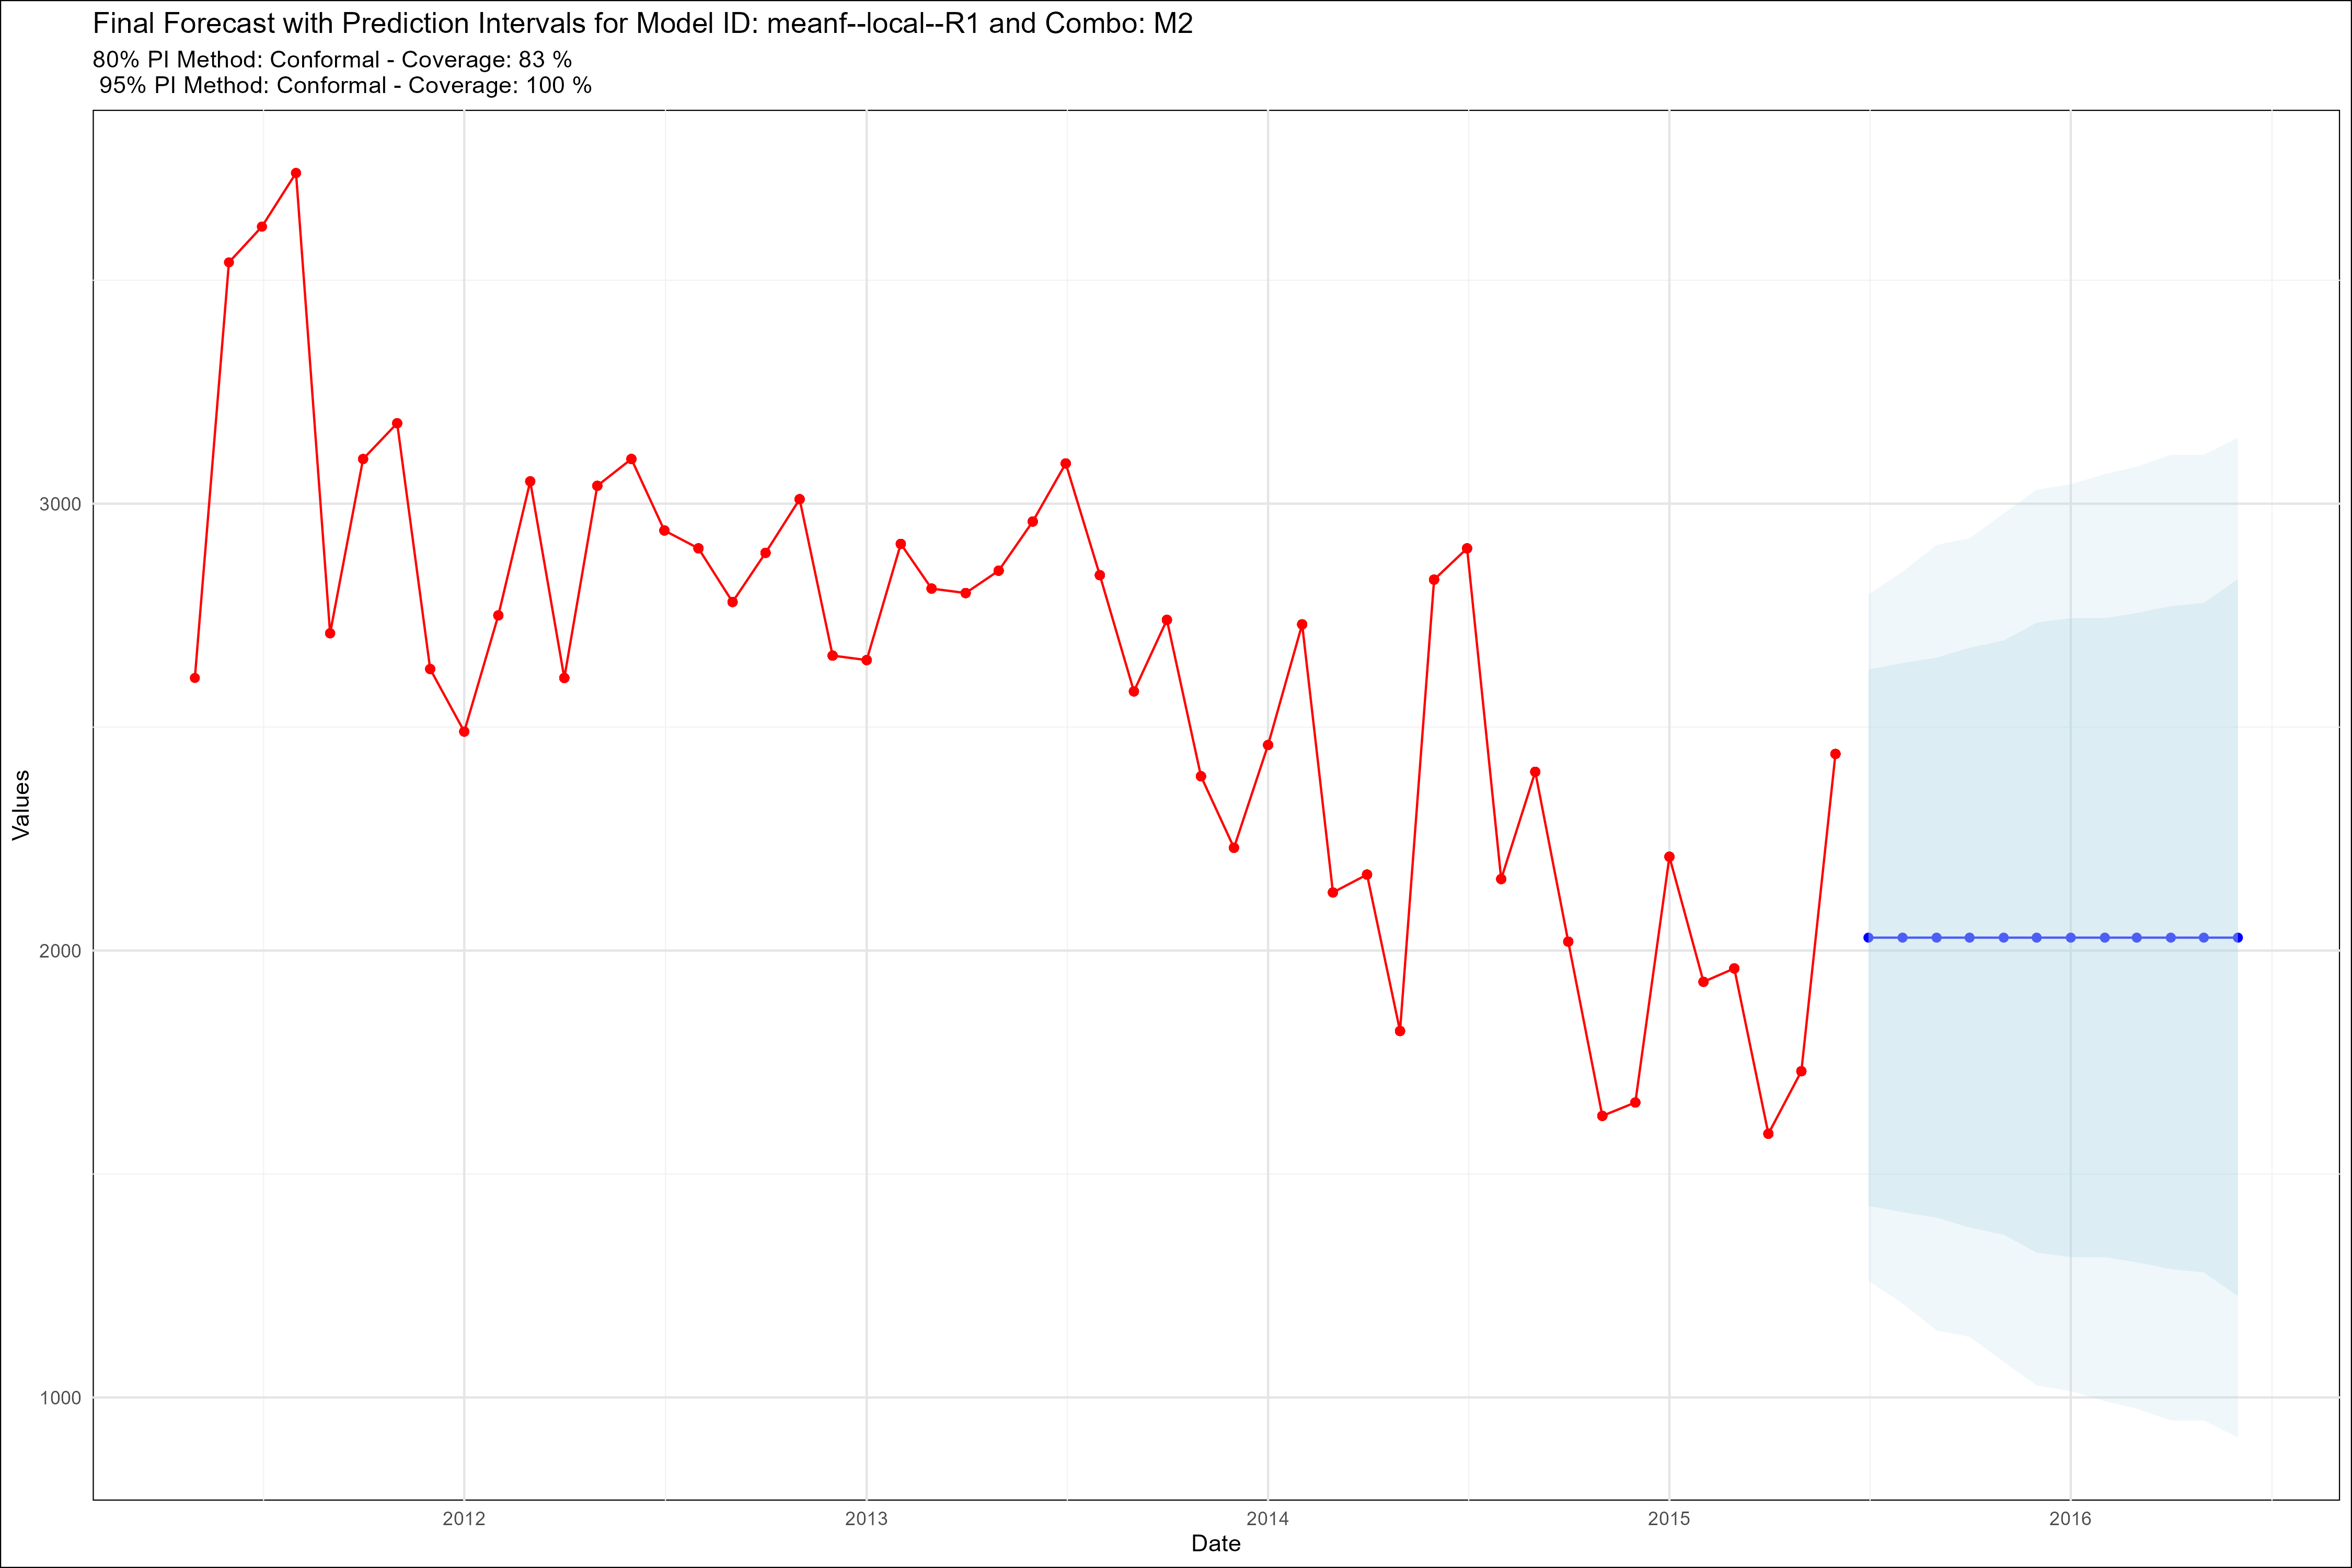 Final Forecast with Prediction Intervals for Model ID: meanf--local--R1 and Combo: M2
80% PI Method: Conformal - Coverage: 83 %
95% PI Method: Conformal - Coverage: 100 %
Values
3000
2000
1000
2012 2013 2014 2015 2016
Date